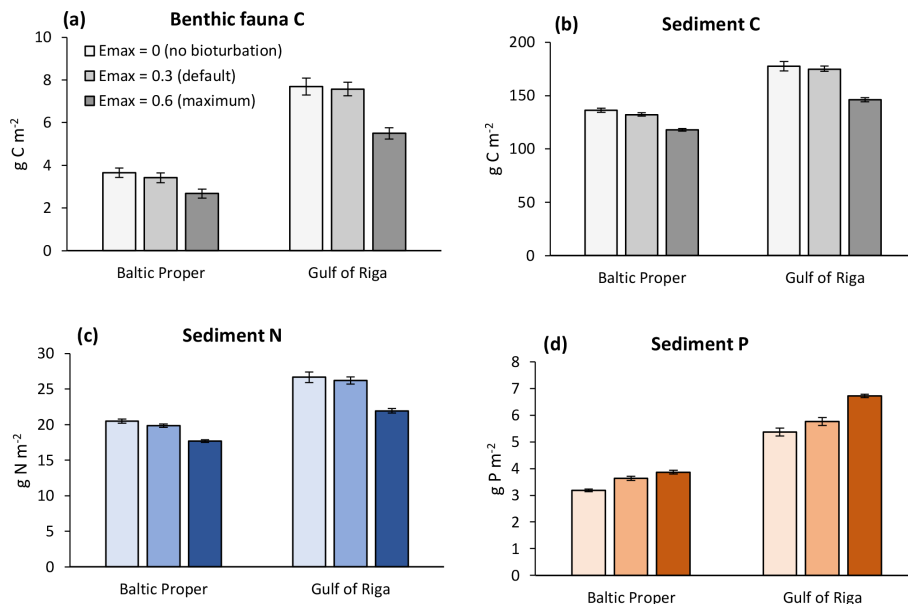 (a)
Benthic fauna C
10
8
6
4
2
0
g C m-2
Emax = 0 (no bioturbation)
Emax = 0.3 (default)
Emax = 0.6 (maximum)
Baltic Proper
Gulf of Riga
(b)
Sediment C
200
150
100
50
0
g C m-2
Baltic Proper
Gulf of Riga
(c)
Sediment N
30
25
20
15
10
5
0
g N m-2
Baltic Proper
Gulf of Riga
(d)
Sediment P
8
7
6
5
4
3
2
1
0
g P m-2
Baltic Proper
Gulf of Riga